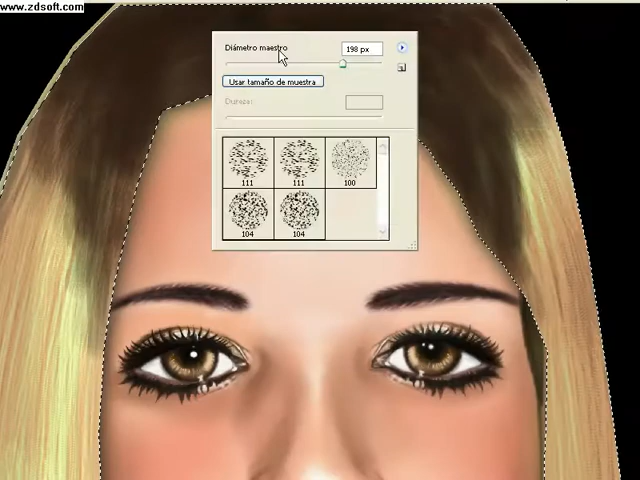 www.zdsoft.com
Diámetro maestro
198 px
Usar tamaño de muestra
Dureza:
111
111
100
104
104